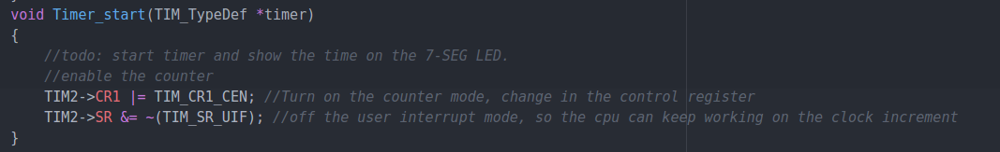 void Timer_start(TIM_TypeDef *timer)
{
//todo: start timer and show the time on the 7-SEG LED.
//enable the counter
TIM2->CR1 |= TIM_CR1_CEN; //Turn on the counter mode, change in the control register
TIM2->SR &= ~(TIM_SR_UIF); //off the user interrupt mode, so the cpu can keep working on the clock increment
}